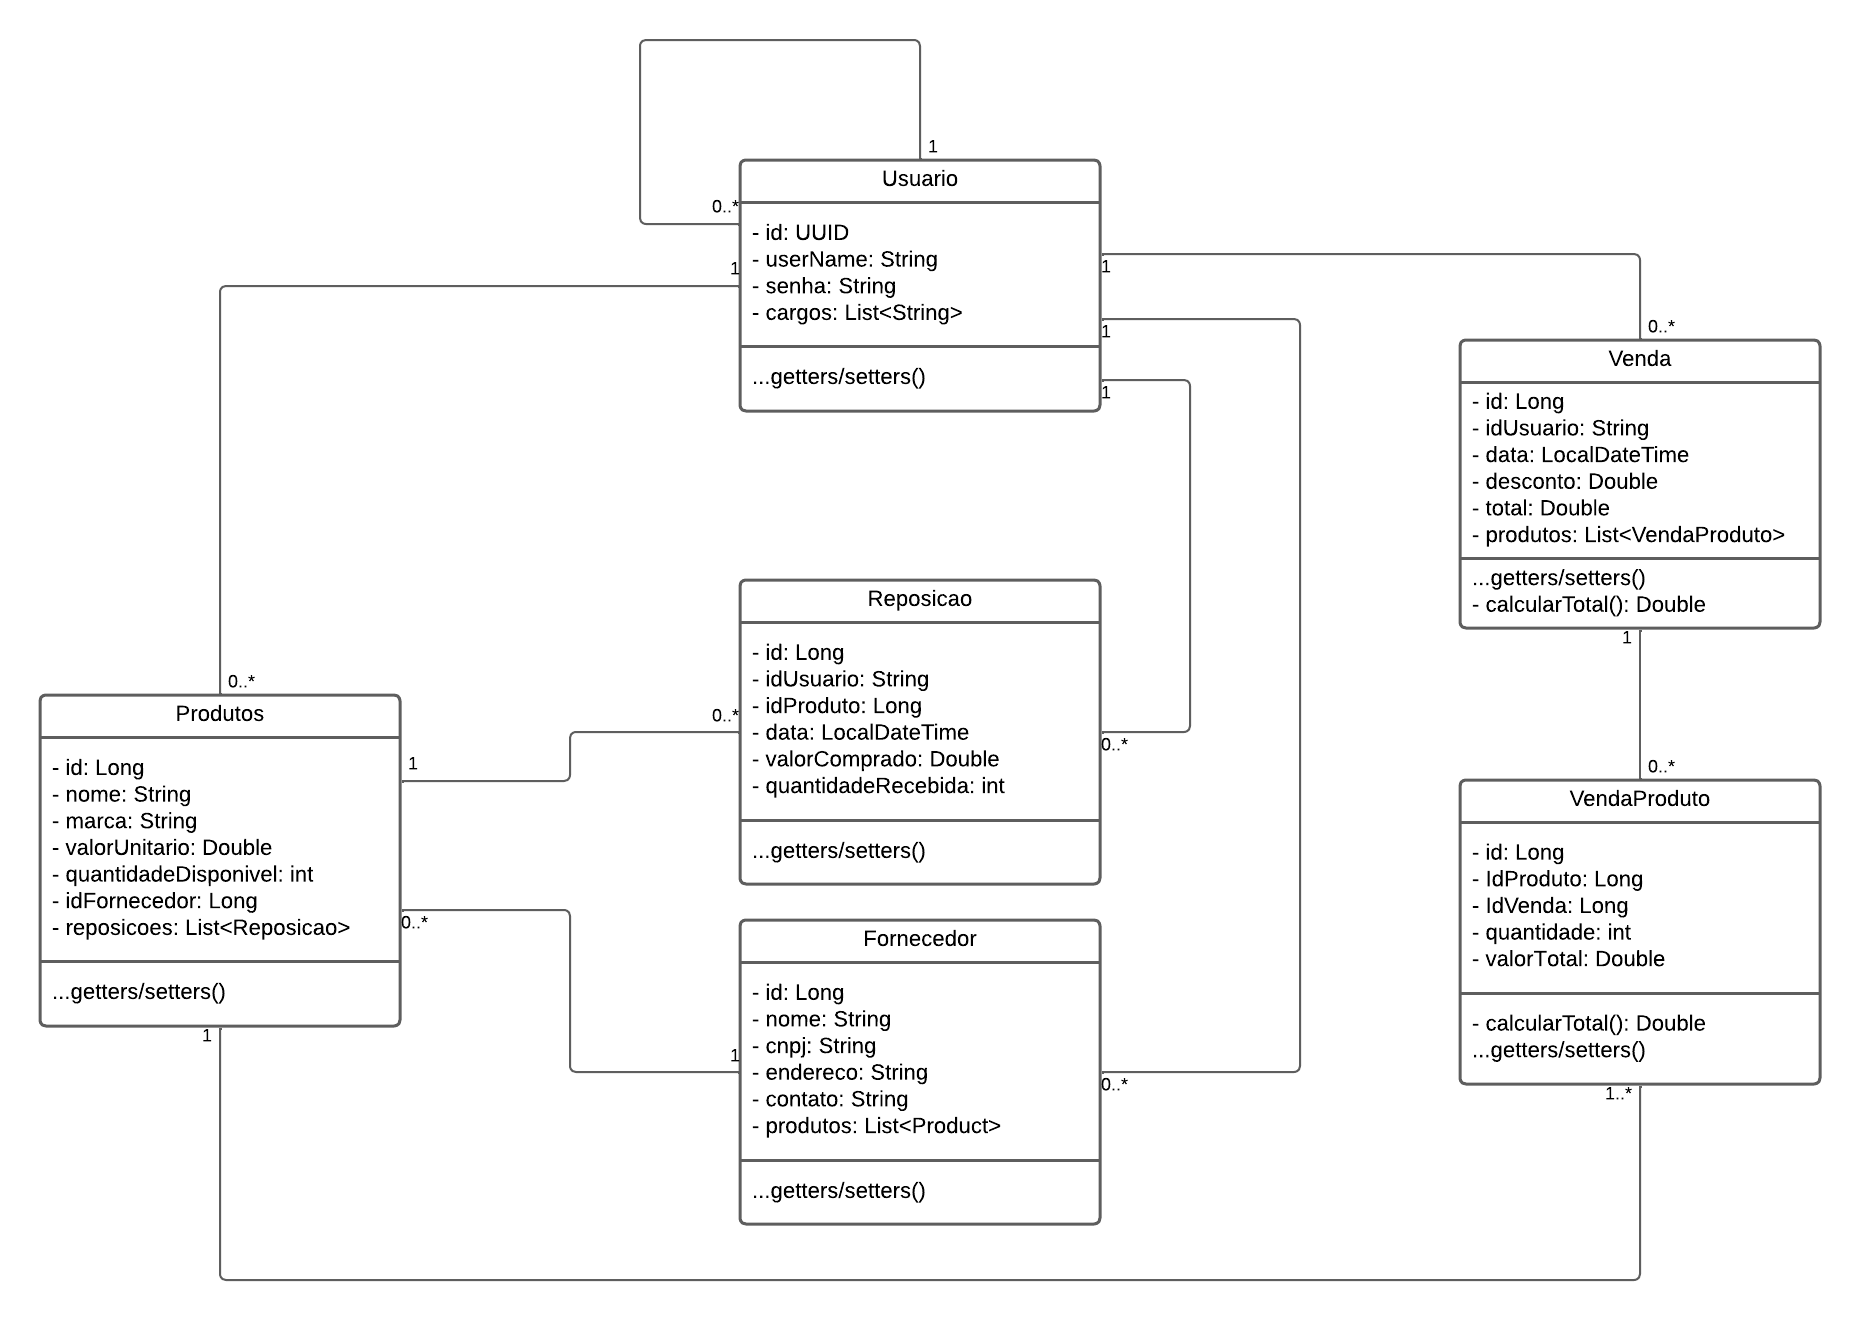 1
Usuario
0..*
- id: UUID
- userName: String
- senha: String
- cargos: List<String>
...getters/setters()
1
1
1
1
0..*
Venda
- id: Long
- idUsuario: String
- data: LocalDateTime
- desconto: Double
- total: Double
- produtos: List<VendaProduto>
...getters/setters()
- calcularTotal(): Double
1
Reposicao
- id: Long
- idUsuario: String
- idProduto: Long
- data: LocalDateTime
- valorComprado: Double
- quantidadeRecebida: int
...getters/setters()
0..*
0..*
0..*
Produtos
- id: Long
- nome: String
- marca: String
- valorUnitario: Double
- quantidadeDisponivel: int
- idFornecedor: Long
- reposicoes: List<Reposicao>
...getters/setters()
1
0..*
1
Fornecedor
- id: Long
- nome: String
- cnpj: String
- endereco: String
- contato: String
- produtos: List<Product>
...getters/setters()
1
0..*
0..*
VendaProduto
- id: Long
- IdProduto: Long
- IdVenda: Long
- quantidade: int
- valorTotal: Double
- calcularTotal(): Double
...getters/setters()
1..*